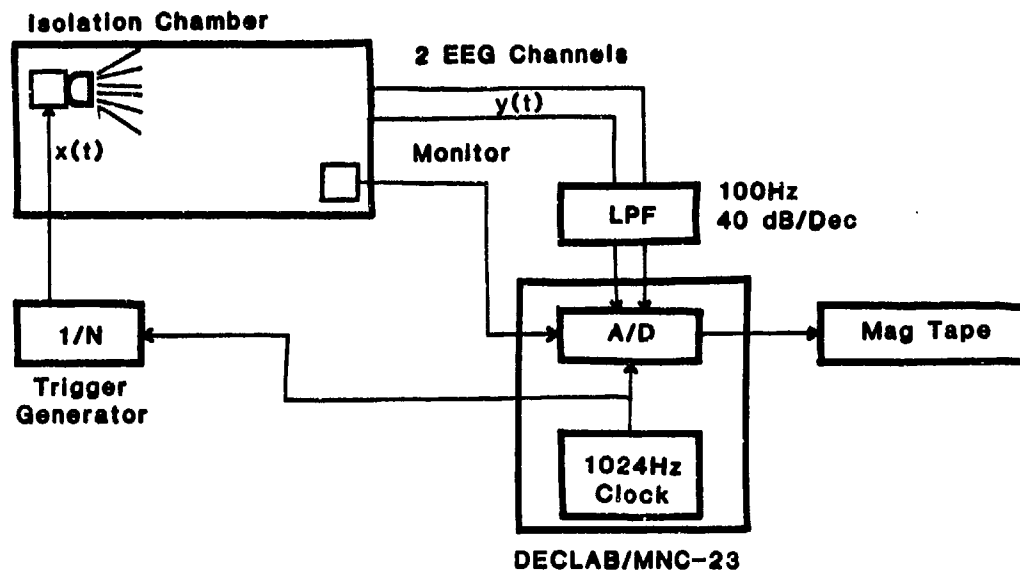 Isolation Chamber
2 EEG Channels
y(t)
x(t)
Monitor
LPF
100Hz
40 dB/Dec
1/N
A/D
Mag Tape
Trigger
Generator
1024Hz
Clock
DECLAB/MNC-23